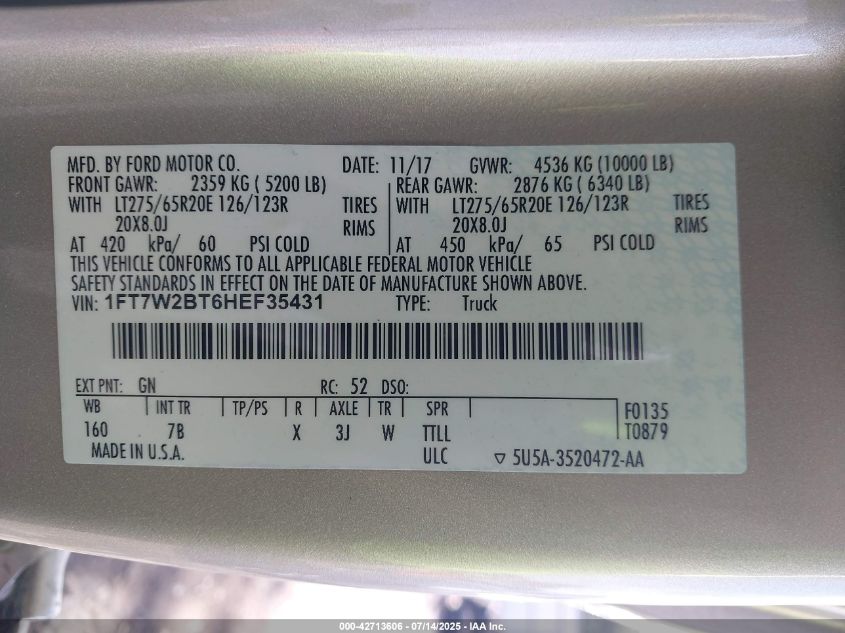 MFD. BY FORD MOTOR CO. DATE: 11/17 GVWR: 4536 KG (10000 LB)
FRONT GAWR: 2359 KG ( 5200 LB) REAR GAWR: 2876 KG ( 6340 LB)
WITH LT275/65R20E 126/123R TIRES WITH LT275/65R20E 126/123R TIRES
20X8.0J RIMS 20X8.0J RIMS
AT 420 kPa/ 60 PSI COLD AT 450 kPa/ 65 PSI COLD
THIS VEHICLE CONFORMS TO ALL APPLICABLE FEDERAL MOTOR VEHICLE
SAFETY STANDARDS IN EFFECT ON THE DATE OF MANUFACTURE SHOWN ABOVE.
VIN: 1FT7W2BT6HEF35431 TYPE: Truck
EXT PNT: GN RC: 52 DSO:
WB INT TR TP/PS R AXLE TR SPR F0135
160 7B X 3J W TTLL T0879
MADE IN U.S.A. ULC ▽ 5U5A-3520472-AA
000-42713606 - 07/14/2025 - IAA Inc.